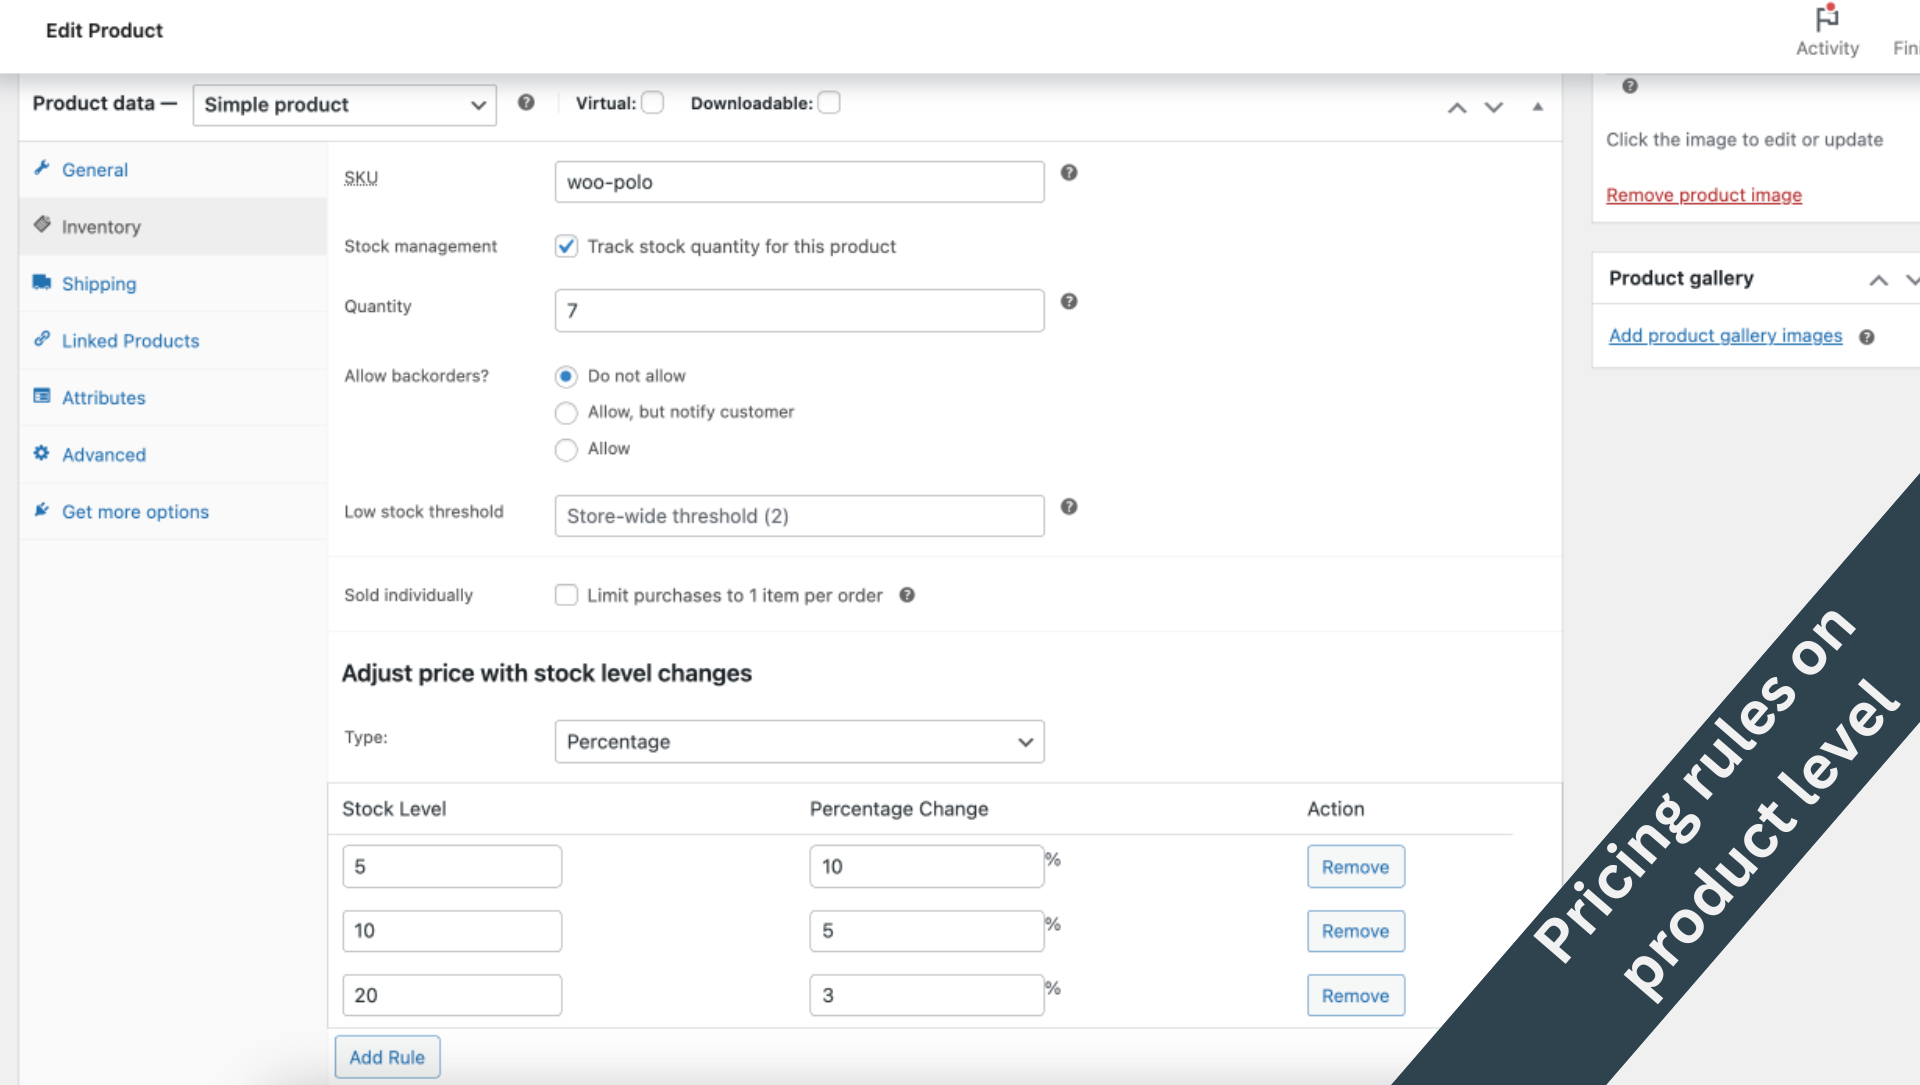 Edit Product
Activity
Product data — Simple product
Virtual:
Downloadable:
Click the image to edit or update
Remove product image
Product gallery
Add product gallery images
General
Inventory
Shipping
Linked Products
Attributes
Advanced
Get more options
SKU woo-polo
Stock management Track stock quantity for this product
Quantity 7
Allow backorders? Do not allow
Allow, but notify customer
Allow
Low stock threshold Store-wide threshold (2)
Sold individually Limit purchases to 1 item per order
Adjust price with stock level changes
Type: Percentage
Stock Level Percentage Change Action
5 10 % Remove
10 5 % Remove
20 3 % Remove
Add Rule
Pricing rules on
product level